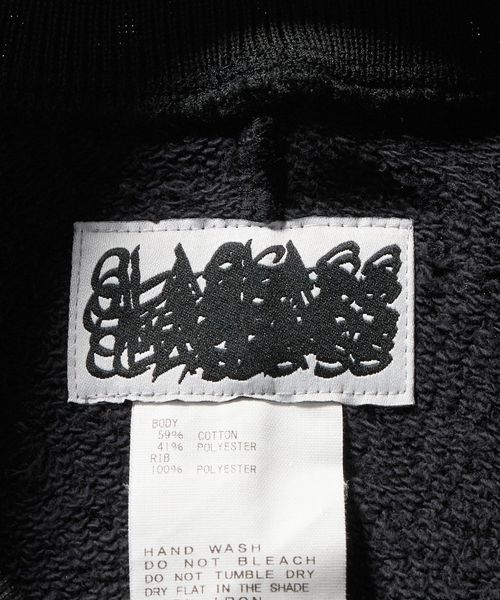 BODY
59% COTTON
41% POLYESTER
RIB
100% POLYESTER
HAND WASH
DO NOT BLEACH
DO NOT TUMBLE DRY
DRY FLAT IN THE SHADE